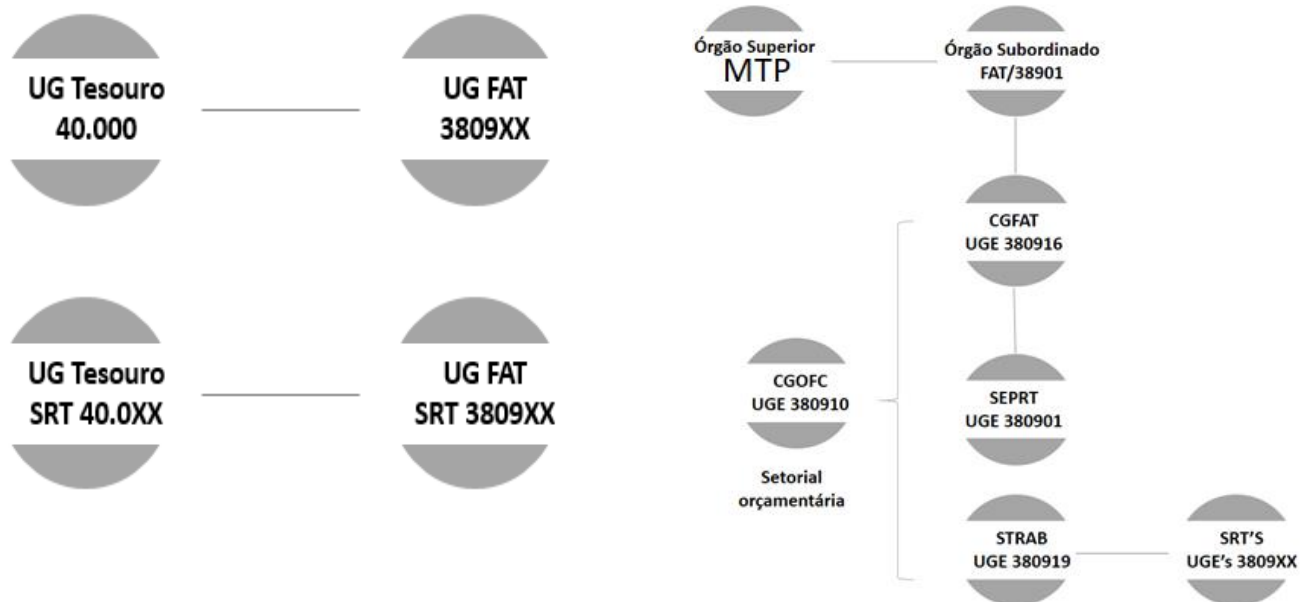 UG Tesouro
40.000
UG FAT
3809XX
UG Tesouro
SRT 40.0XX
UG FAT
SRT 3809XX
Órgão Superior
MTP
Órgão Subordinado
FAT/38901
CGFAT
UGE 380916
CGOFC
UGE 380910
Setorial
orçamentária
SEPRT
UGE 380901
STRAB
UGE 380919
SRT'S
UGE's 3809XX